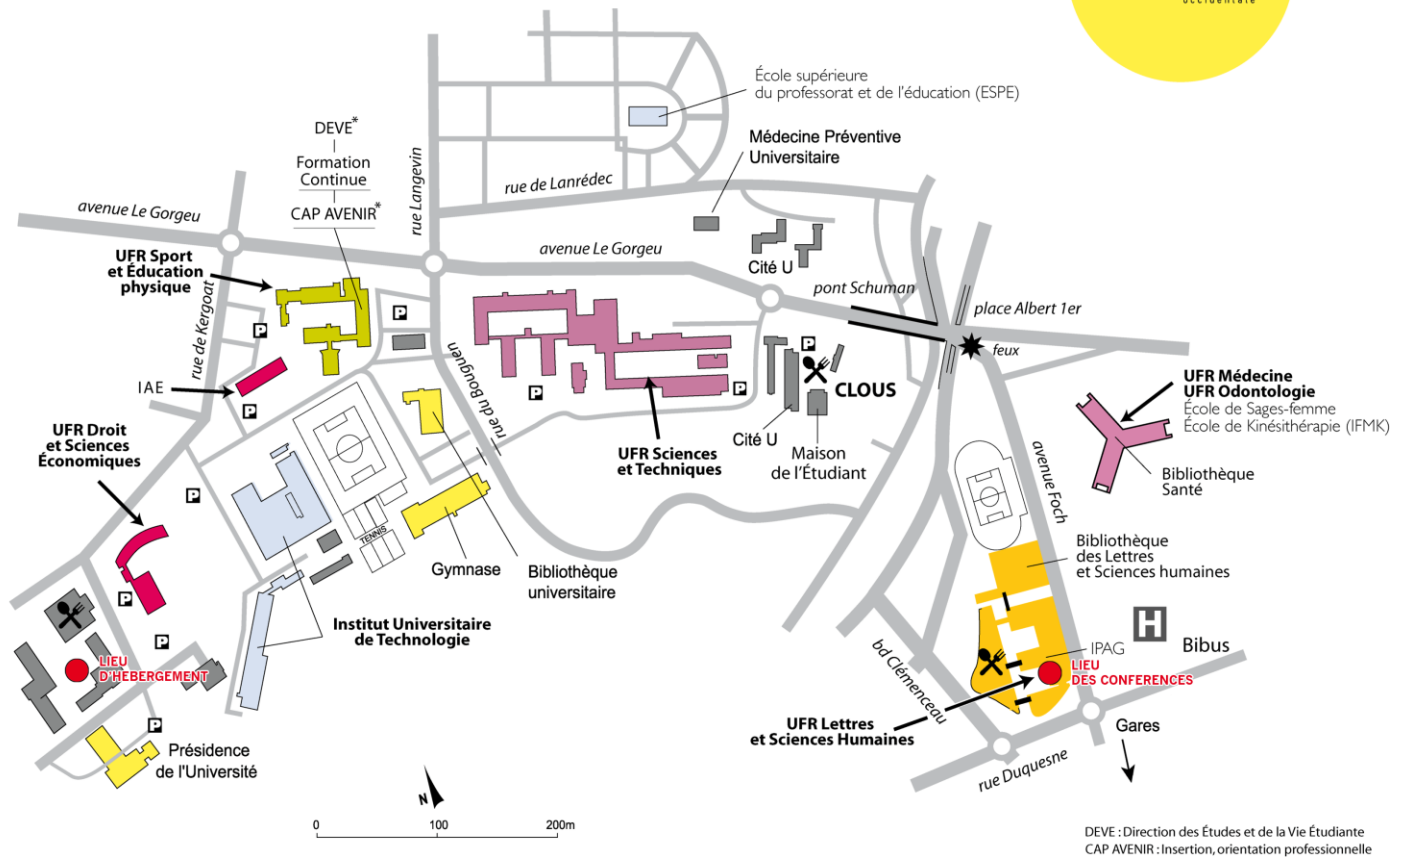 occidentale
École supérieure
du professorat et de l'éducation (ESPE)
DEVE*
Formation
Continue
CAP AVENIR*
rue Langevin
Médecine Préventive
Universitaire
rue de Lanrédec
avenue Le Gorgeu
avenue Le Gorgeu
UFR Sport
et Éducation
physique
rue de Kergoat
Cité U
pont Schuman
place Albert 1er
feux
P
P
P
P
P
P
P
P
P
P
IAE
rue du Bouguen
CLOUS
Cité U
Maison
de l'Étudiant
UFR Sciences
et Techniques
UFR Médecine
UFR Odontologie
École de Sages-femme
École de Kinésithérapie (IFMK)
Bibliothèque
Santé
UFR Droit
et Sciences
Économiques
avenue Foch
TENNIS
Gymnase
Bibliothèque
universitaire
Bibliothèque
des Lettres
et Sciences humaines
Institut Universitaire
de Technologie
H
Bibus
IPAG
LIEU
D'HEBERGEMENT
LIEU
DES CONFERENCES
bd Clémenceau
UFR Lettres
et Sciences Humaines
Gares
rue Duquesne
Présidence
de l'Université
N
0 100 200m
DEVE : Direction des Études et de la Vie Étudiante
CAP AVENIR : Insertion, orientation professionnelle